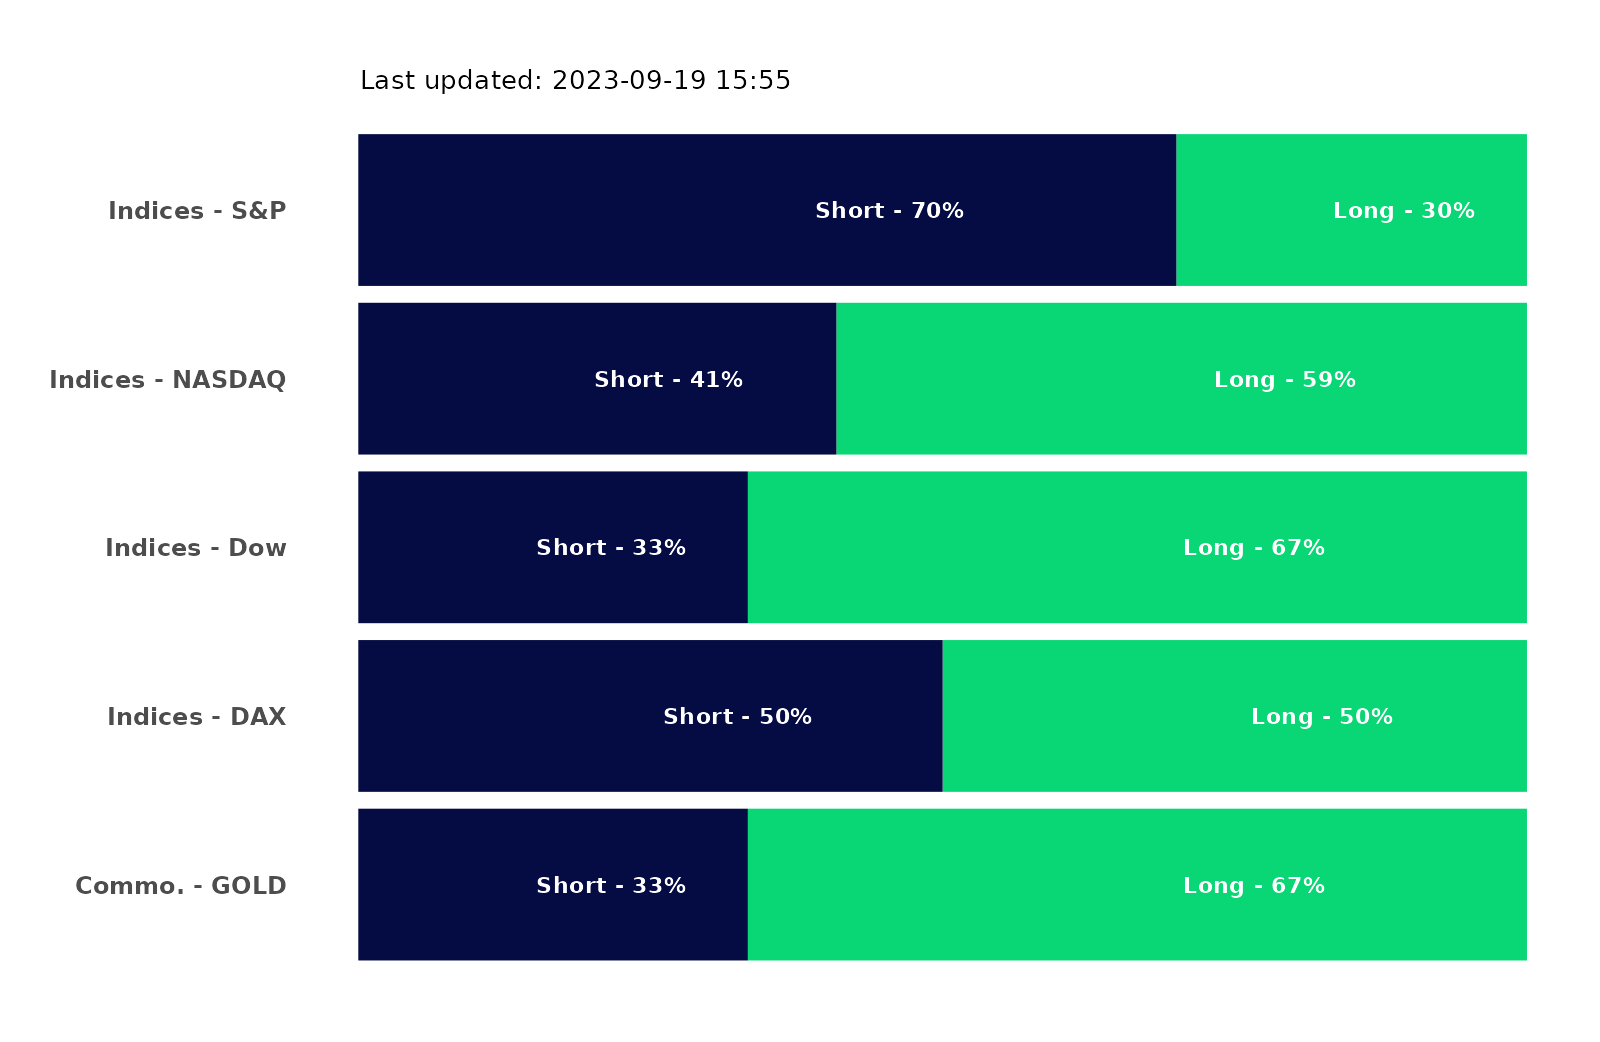 Last updated: 2023-09-19 15:55
Indices - S&P Short - 70% Long - 30%
Indices - NASDAQ Short - 41% Long - 59%
Indices - Dow Short - 33% Long - 67%
Indices - DAX Short - 50% Long - 50%
Commo. - GOLD Short - 33% Long - 67%